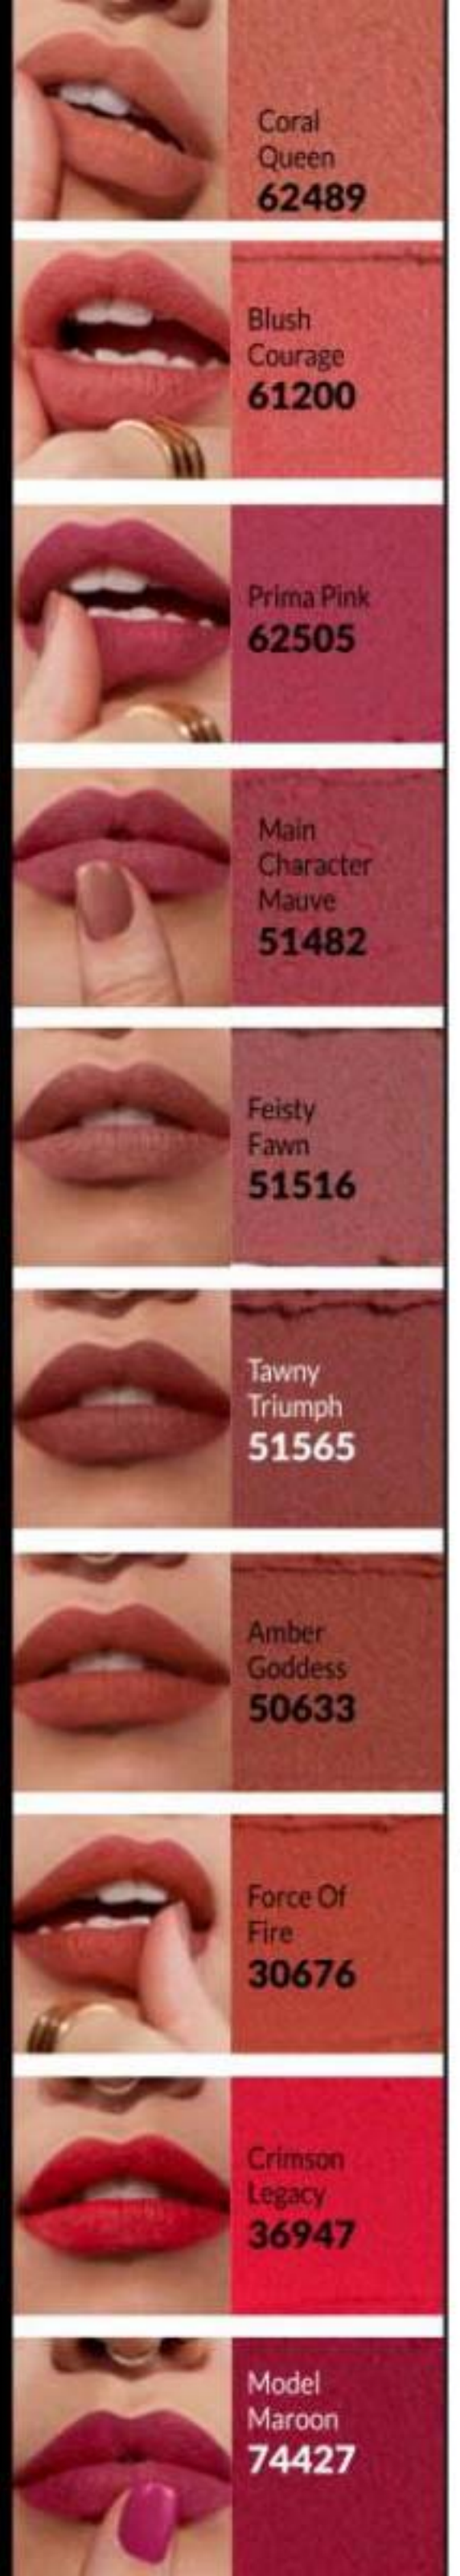 Coral
Queen
62489
Blush
Courage
61200
Prima Pink
62505
Main
Character
Mauve
51482
Feisty
Fawn
51516
Tawny
Triumph
51565
Amber
Goddess
50633
Force Of
Fire
30676
Crimson
Legacy
36947
Model
Maroon
74427